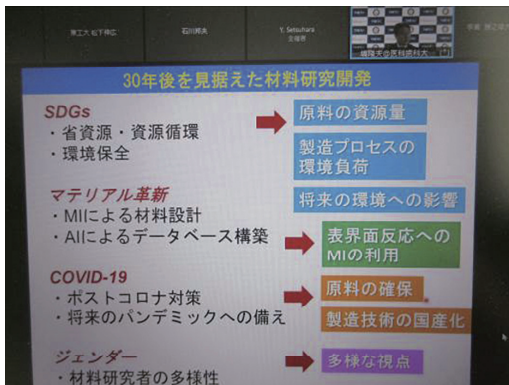 石川邦夫
Y. Setsuhara
30年後を見据えた材料研究開発
SDGs
・省資源・資源循環
・環境保全
原料の資源量
製造プロセスの
環境負荷
将来の環境への影響
マテリアル革新
・MIによる材料設計
・AIによるデータベース構築
表界面反応への
MIの利用
COVID-19
・ポストコロナ対策
・将来のパンデミックへの備え
原料の確保
製造技術の国産化
ジェンダー
・材料研究者の多様性
多様な視点